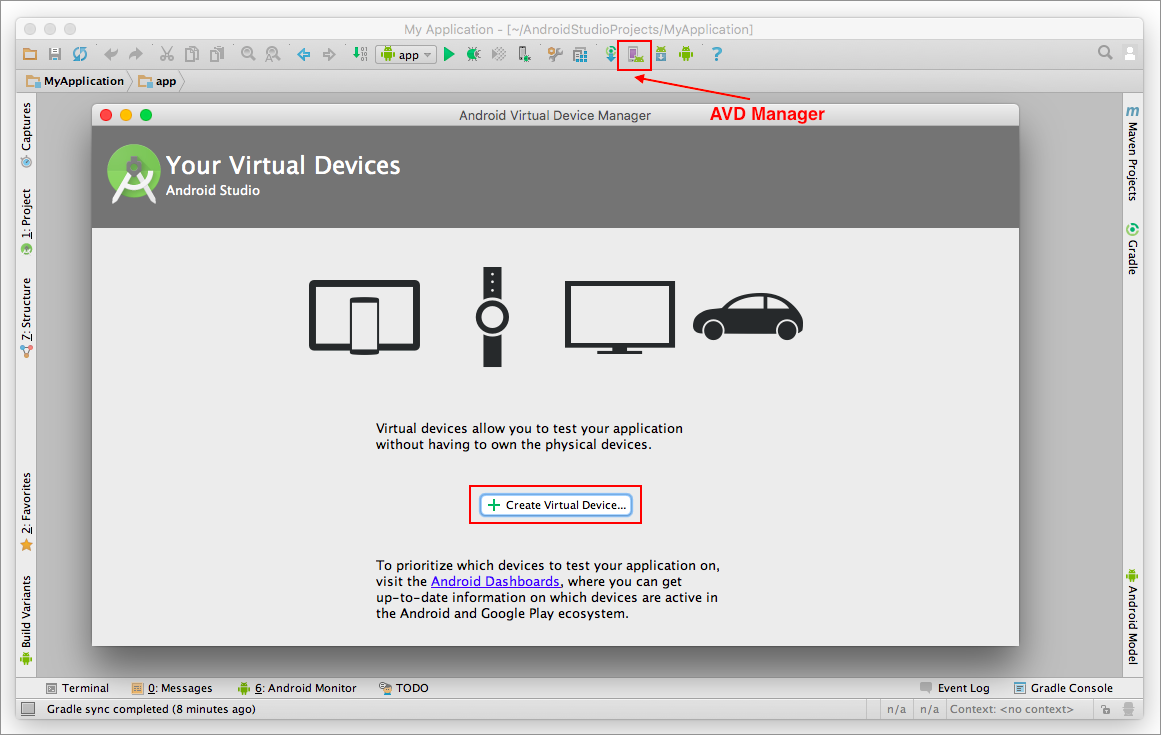 My Application - [~/AndroidStudioProjects/MyApplication]
app
MyApplication
app
AVD Manager
Captures
1: Project
7: Structure
2: Favorites
Build Variants
Android Virtual Device Manager
Your Virtual Devices
Android Studio
Virtual devices allow you to test your application
without having to own the physical devices.
Create Virtual Device...
To prioritize which devices to test your application on,
visit the Android Dashboards, where you can get
up-to-date information on which devices are active in
the Android and Google Play ecosystem.
m
Maven Projects
Gradle
Android Model
Terminal
0: Messages
6: Android Monitor
TODO
Event Log
Gradle Console
Gradle sync completed (8 minutes ago)
n/a
n/a
Context: <no context>